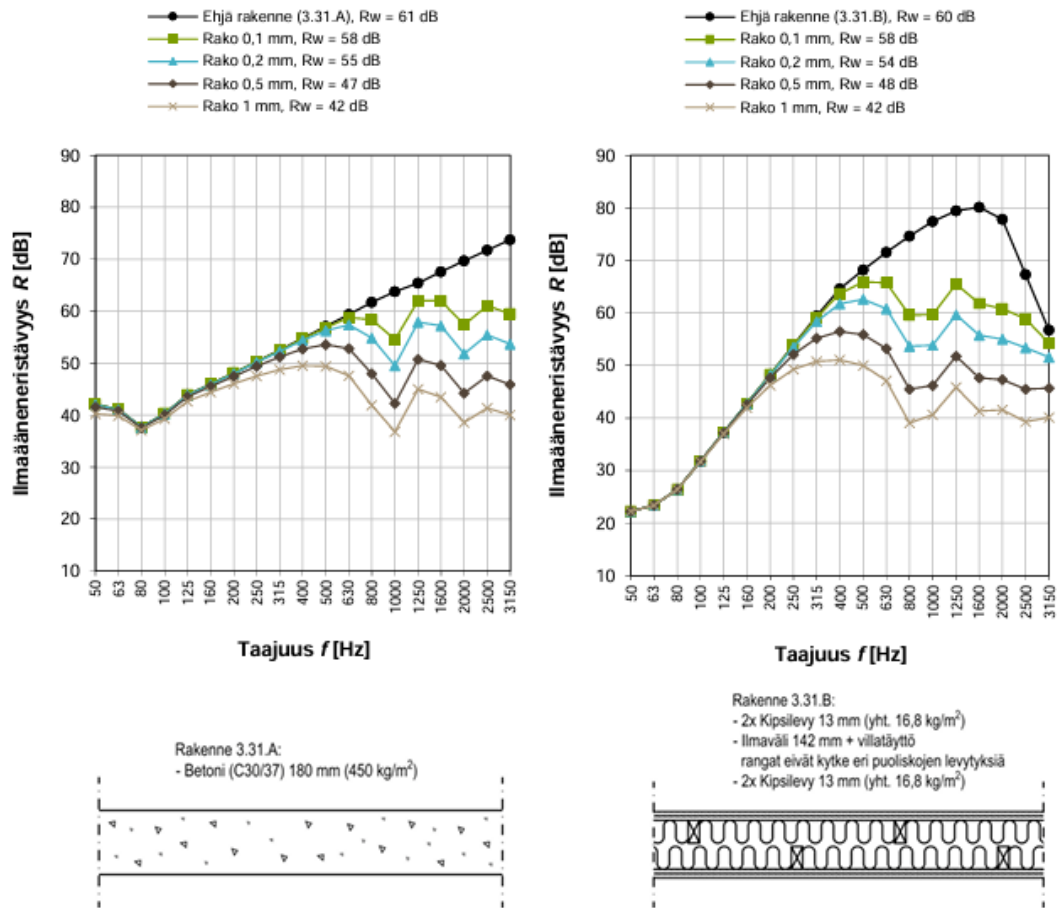 Ehjä rakenne (3.31.A), Rw = 61 dB
Rako 0,1 mm, Rw = 58 dB
Rako 0,2 mm, Rw = 55 dB
Rako 0,5 mm, Rw = 47 dB
Rako 1 mm, Rw = 42 dB
Ilmaääneneristävyys R [dB]
90
80
70
60
50
40
30
20
10
50 63 80 100 125 160 200 250 315 400 500 630 800 1000 1250 1600 2000 2500 3150
Taajuus f [Hz]
Rakenne 3.31.A:
- Betoni (C30/37) 180 mm (450 kg/m²)
Ehjä rakenne (3.31.B), Rw = 60 dB
Rako 0,1 mm, Rw = 58 dB
Rako 0,2 mm, Rw = 54 dB
Rako 0,5 mm, Rw = 48 dB
Rako 1 mm, Rw = 42 dB
Ilmaääneneristävyys R [dB]
90
80
70
60
50
40
30
20
10
50 63 80 100 125 160 200 250 315 400 500 630 800 1000 1250 1600 2000 2500 3150
Taajuus f [Hz]
Rakenne 3.31.B:
- 2x Kipsilevy 13 mm (yht. 16,8 kg/m²)
- Ilmaväli 142 mm + villatäyttö
rangat eivät kytke eri puoliskojen levytyksiä
- 2x Kipsilevy 13 mm (yht. 16,8 kg/m²)